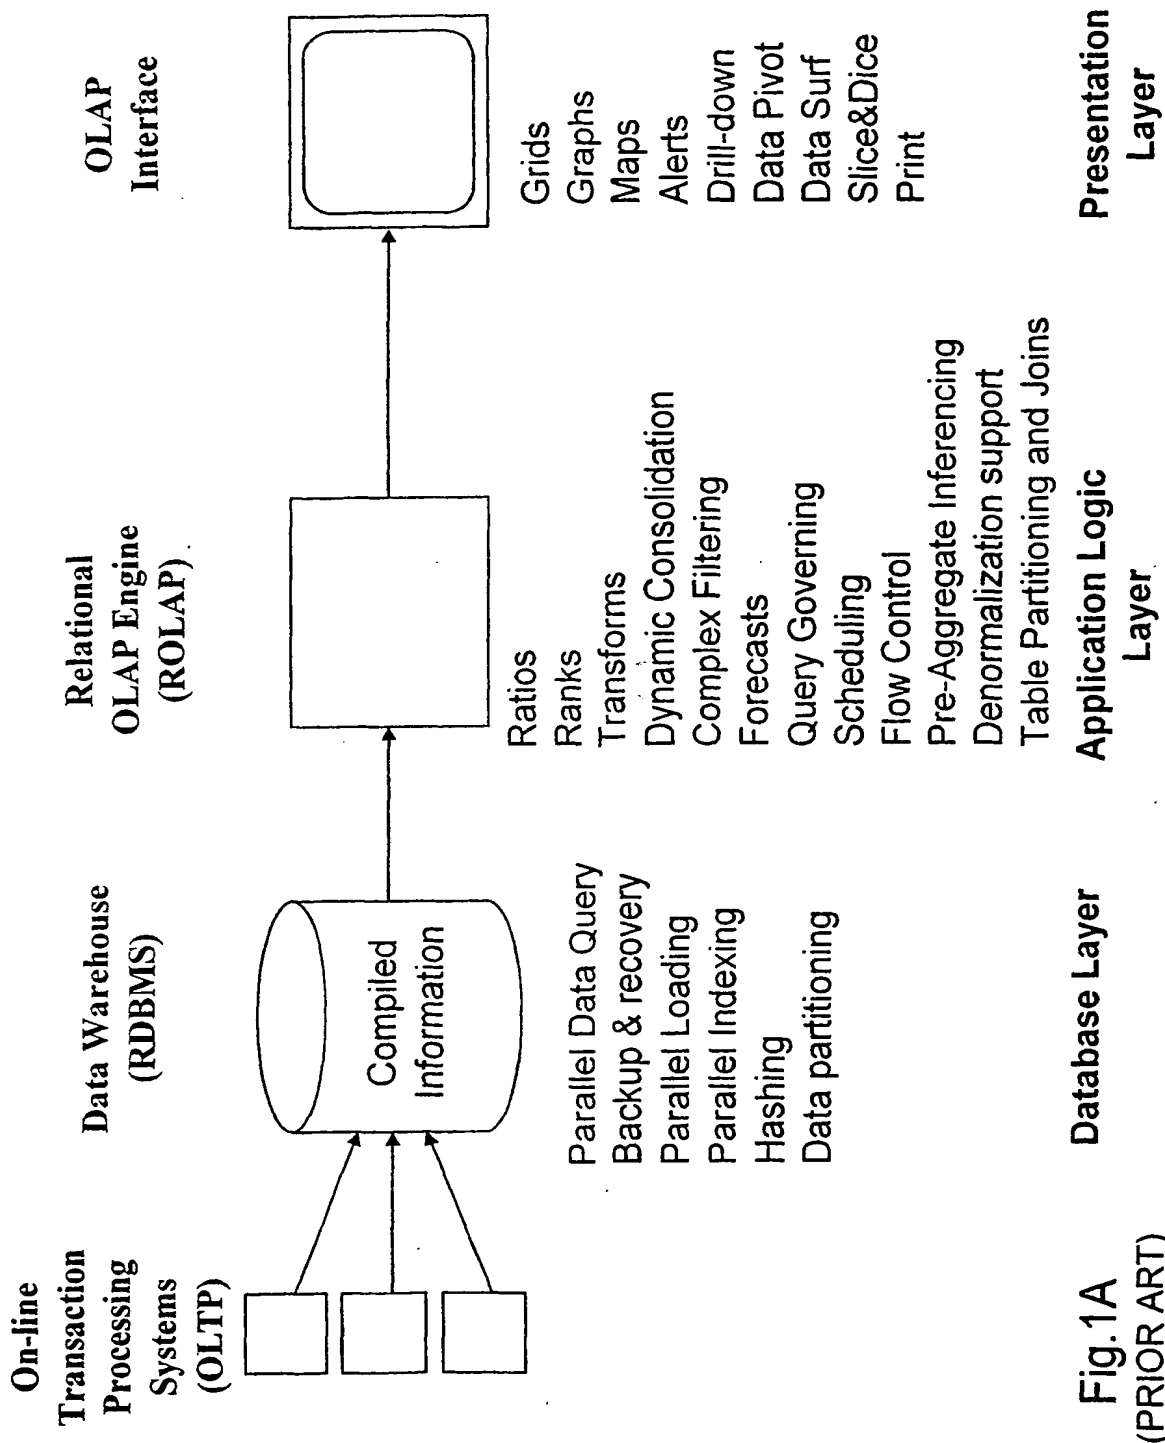 On-line
Transaction
Processing
Systems
(OLTP)
Data Warehouse
(RDBMS)
Compiled
Information
Parallel Data Query
Backup & recovery
Parallel Loading
Parallel Indexing
Hashing
Data partitioning
Database Layer
Relational
OLAP Engine
(ROLAP)
Ratios
Ranks
Transforms
Dynamic Consolidation
Complex Filtering
Forecasts
Query Governing
Scheduling
Flow Control
Pre-Aggregate Inferencing
Denormalization support
Table Partitioning and Joins
Application Logic
Layer
OLAP
Interface
Grids
Graphs
Maps
Alerts
Drill-down
Data Pivot
Data Surf
Slice&Dice
Print
Presentation
Layer
Fig.1A
(PRIOR ART)